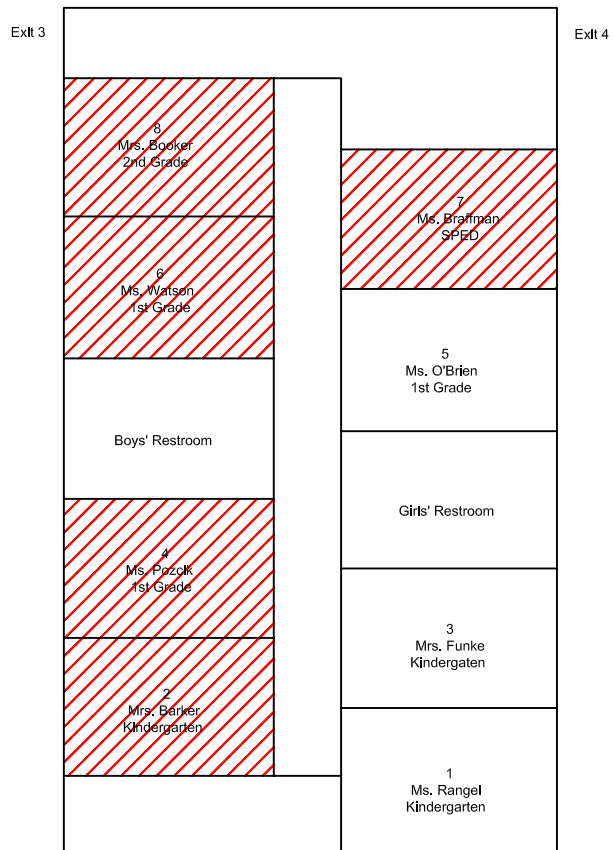 Exit 3
Exit 4
8
Mrs. Booker
2nd Grade
7
Ms. Braffman
SPED
6
Ms. Watson
1st Grade
5
Ms. O'Brien
1st Grade
Boys' Restroom
Girls' Restroom
4
Ms. Pozcik
1st Grade
3
Mrs. Funke
Kindergaten
2
Mrs. Barker
Kindergarten
1
Ms. Rangel
Kindergarten